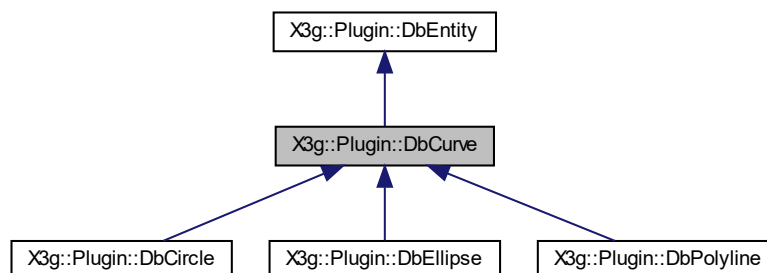 X3g::Plugin::DbEntity
X3g::Plugin::DbCurve
X3g::Plugin::DbCircle
X3g::Plugin::DbEllipse
X3g::Plugin::DbPolyline